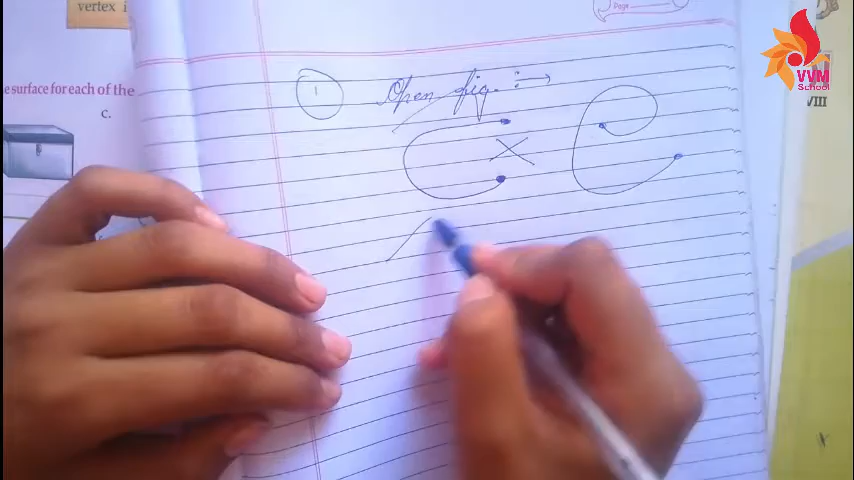 vertex i
Page
VVM
School
VIII
e surface for each of the
c.
1 Open fig. :→